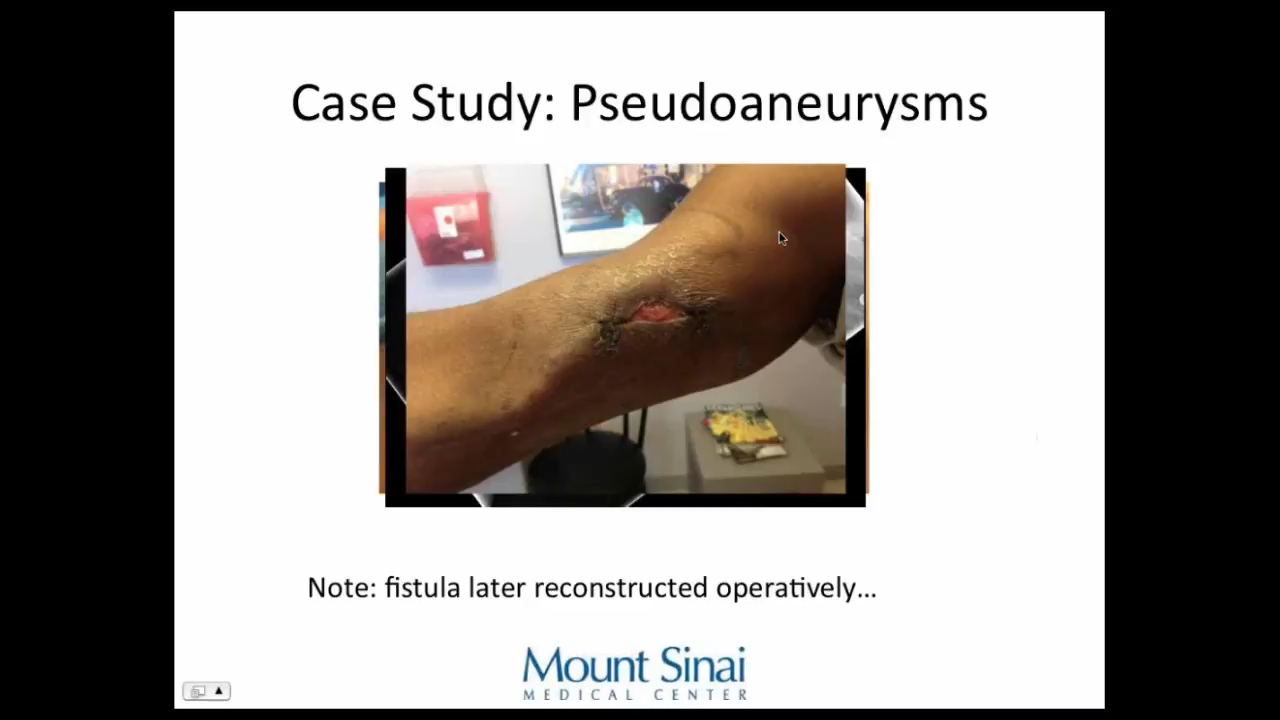 Case Study: Pseudoaneurysms
Note: fistula later reconstructed operatively...
Mount Sinai
MEDICAL CENTER